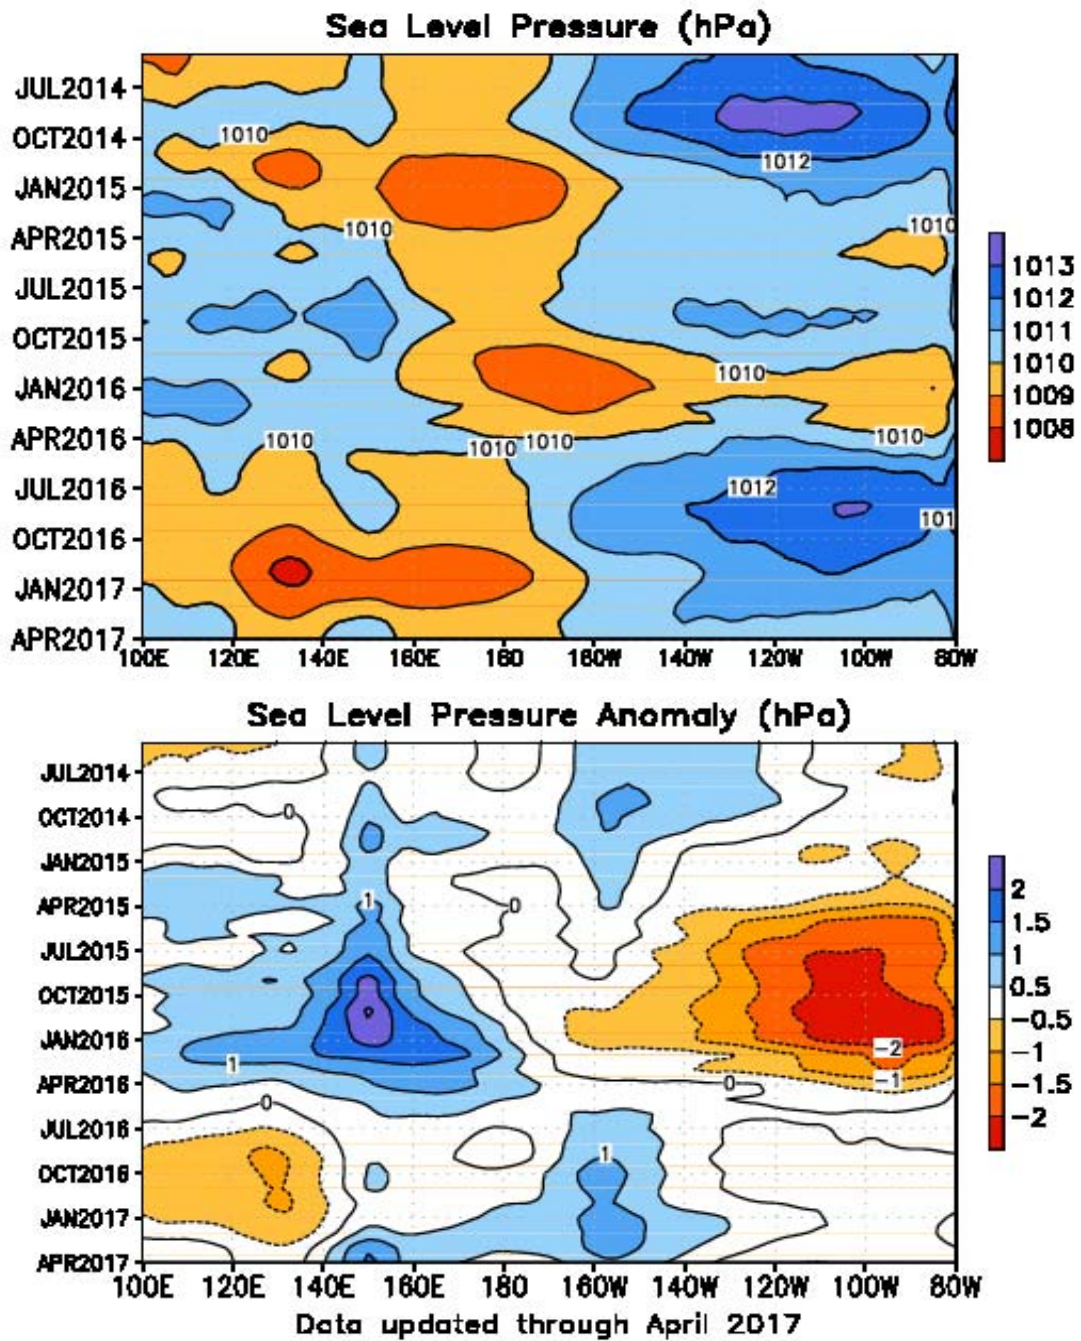 Sea Level Pressure (hPa)
JUL2014
OCT2014
JAN2015
APR2015
JUL2015
OCT2015
JAN2016
APR2016
JUL2016
OCT2016
JAN2017
APR2017
1010
1012
1010
1010
1010
1010
1010
1010
1010
1012
101
100E 120E 140E 160E 180 160W 140W 120W 100W 80W
1013
1012
1011
1010
1009
1008
Sea Level Pressure Anomaly (hPa)
JUL2014
OCT2014
JAN2015
APR2015
JUL2015
OCT2015
JAN2016
APR2016
JUL2016
OCT2016
JAN2017
APR2017
0
1
0
-2
1
-1
0
0
1
100E 120E 140E 160E 180 160W 140W 120W 100W 80W
2
1.5
1
0.5
-0.5
-1
-1.5
-2
Data updated through April 2017